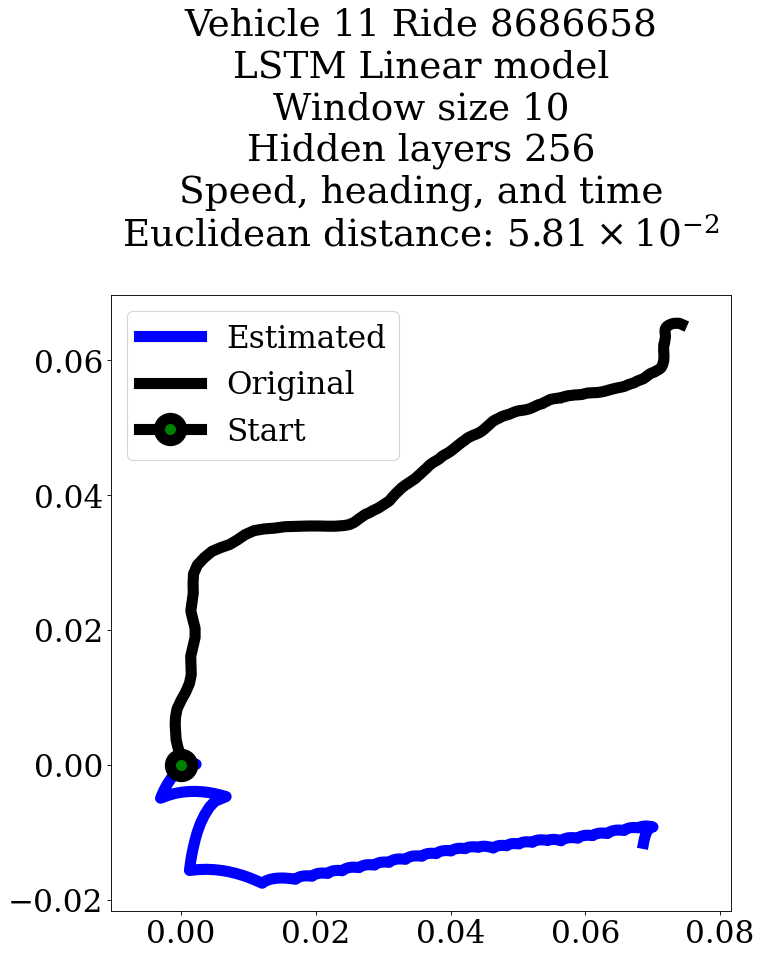 Vehicle 11 Ride 8686658
LSTM Linear model
Window size 10
Hidden layers 256
Speed, heading, and time
Euclidean distance: 5.81 × 10⁻²
Estimated
Original
Start
0.06
0.04
0.02
0.00
−0.02
0.00 0.02 0.04 0.06 0.08